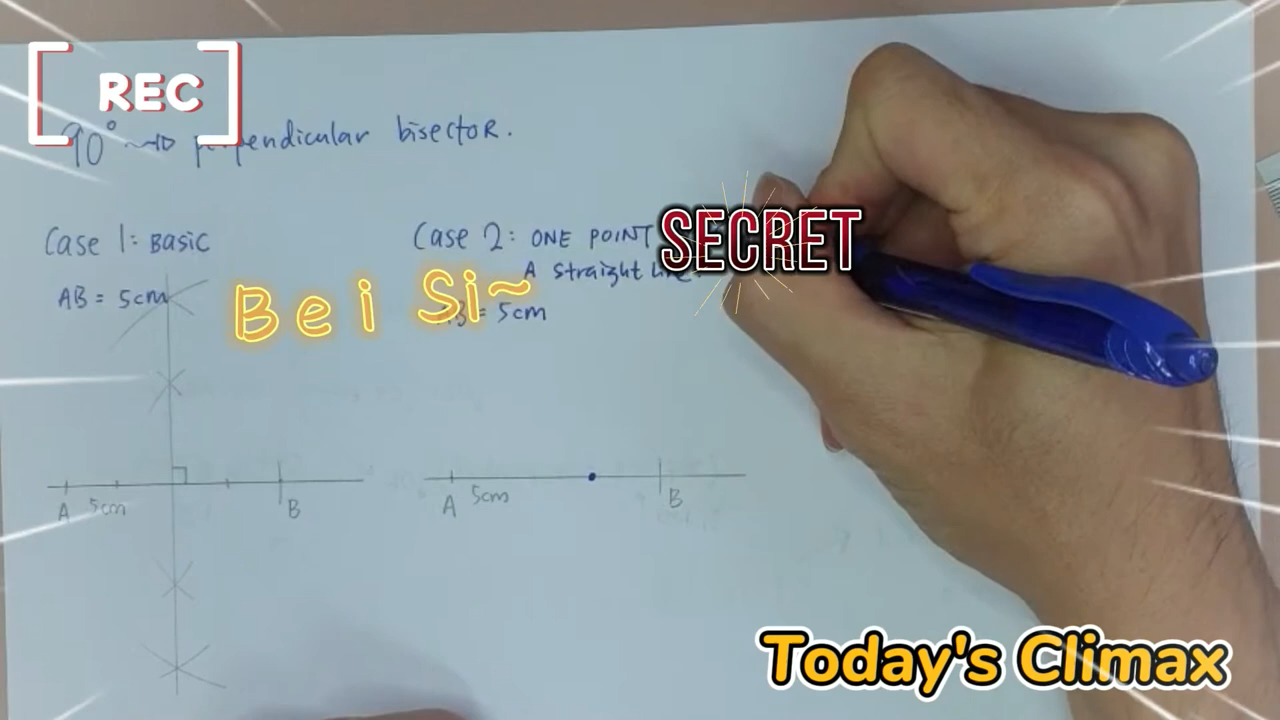 REC
90° ⇝ perpendicular bisector.
Case 1: BASIC
AB = 5cm
Case 2: ONE POINT
A straight line
= 5cm
SECRET
Bei Si~
A 5cm B
A 5cm B
Today's Climax